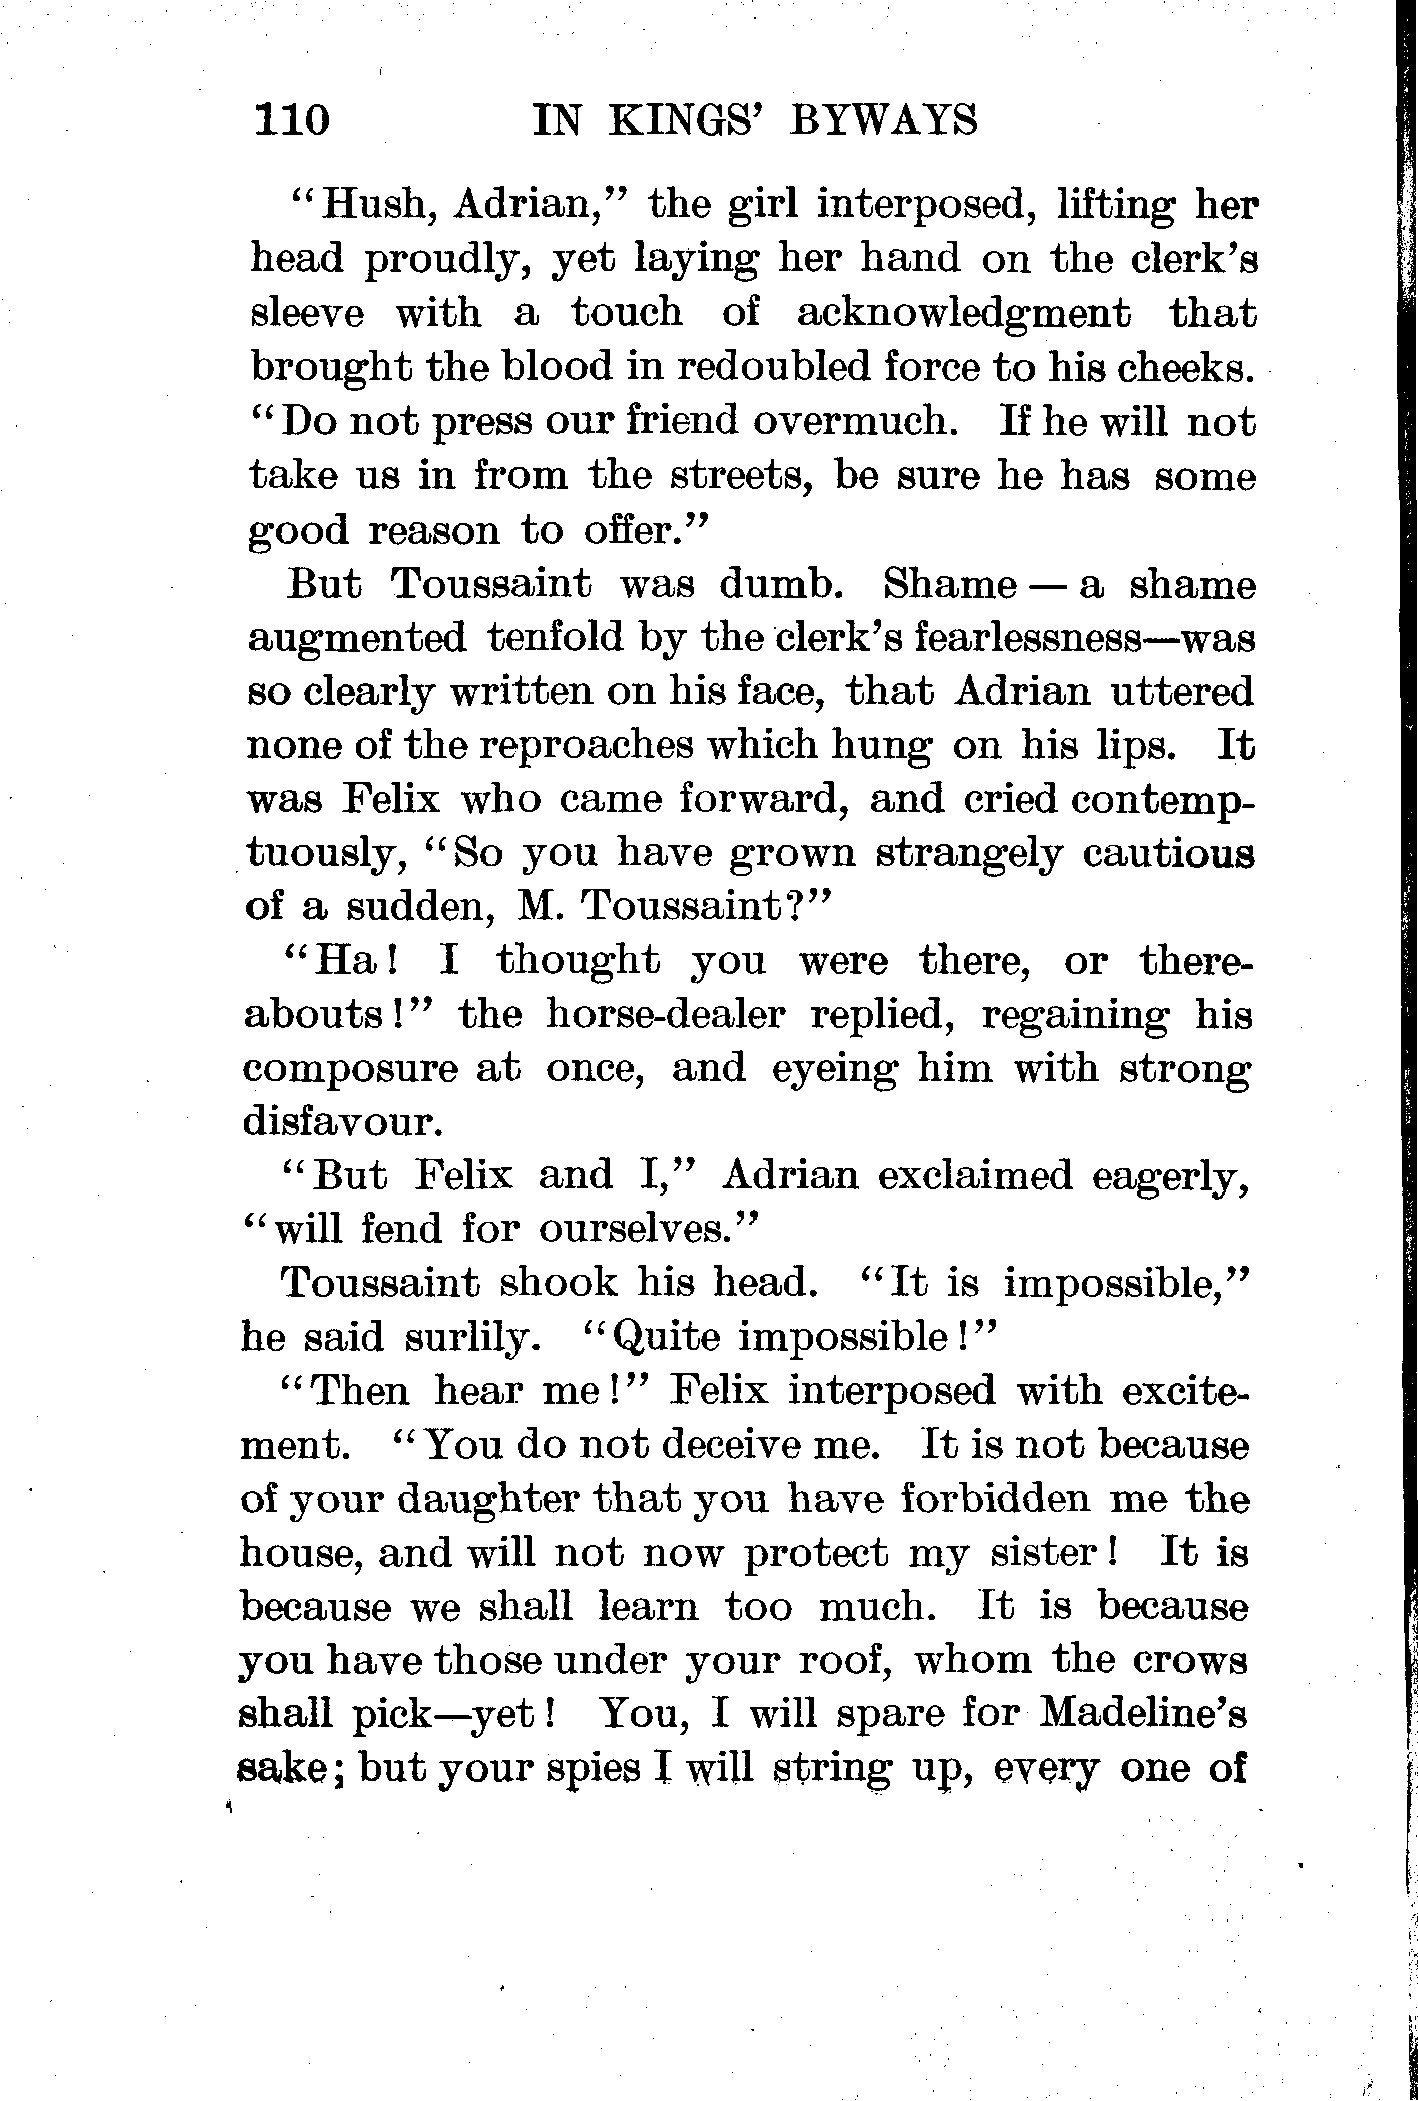 110 IN KINGS' BYWAYS
"Hush, Adrian," the girl interposed, lifting her
head proudly, yet laying her hand on the clerk's
sleeve with a touch of acknowledgment that
brought the blood in redoubled force to his cheeks.
"Do not press our friend overmuch. If he will not
take us in from the streets, be sure he has some
good reason to offer."
But Toussaint was dumb. Shame — a shame
augmented tenfold by the clerk's fearlessness—was
so clearly written on his face, that Adrian uttered
none of the reproaches which hung on his lips. It
was Felix who came forward, and cried contemp-
tuously, "So you have grown strangely cautious
of a sudden, M. Toussaint?"
"Ha! I thought you were there, or there-
abouts!" the horse-dealer replied, regaining his
composure at once, and eyeing him with strong
disfavour.
"But Felix and I," Adrian exclaimed eagerly,
"will fend for ourselves."
Toussaint shook his head. "It is impossible,"
he said surlily. "Quite impossible!"
"Then hear me!" Felix interposed with excite-
ment. "You do not deceive me. It is not because
of your daughter that you have forbidden me the
house, and will not now protect my sister! It is
because we shall learn too much. It is because
you have those under your roof, whom the crows
shall pick—yet! You, I will spare for Madeline's
sake; but your spies I will string up, every one of